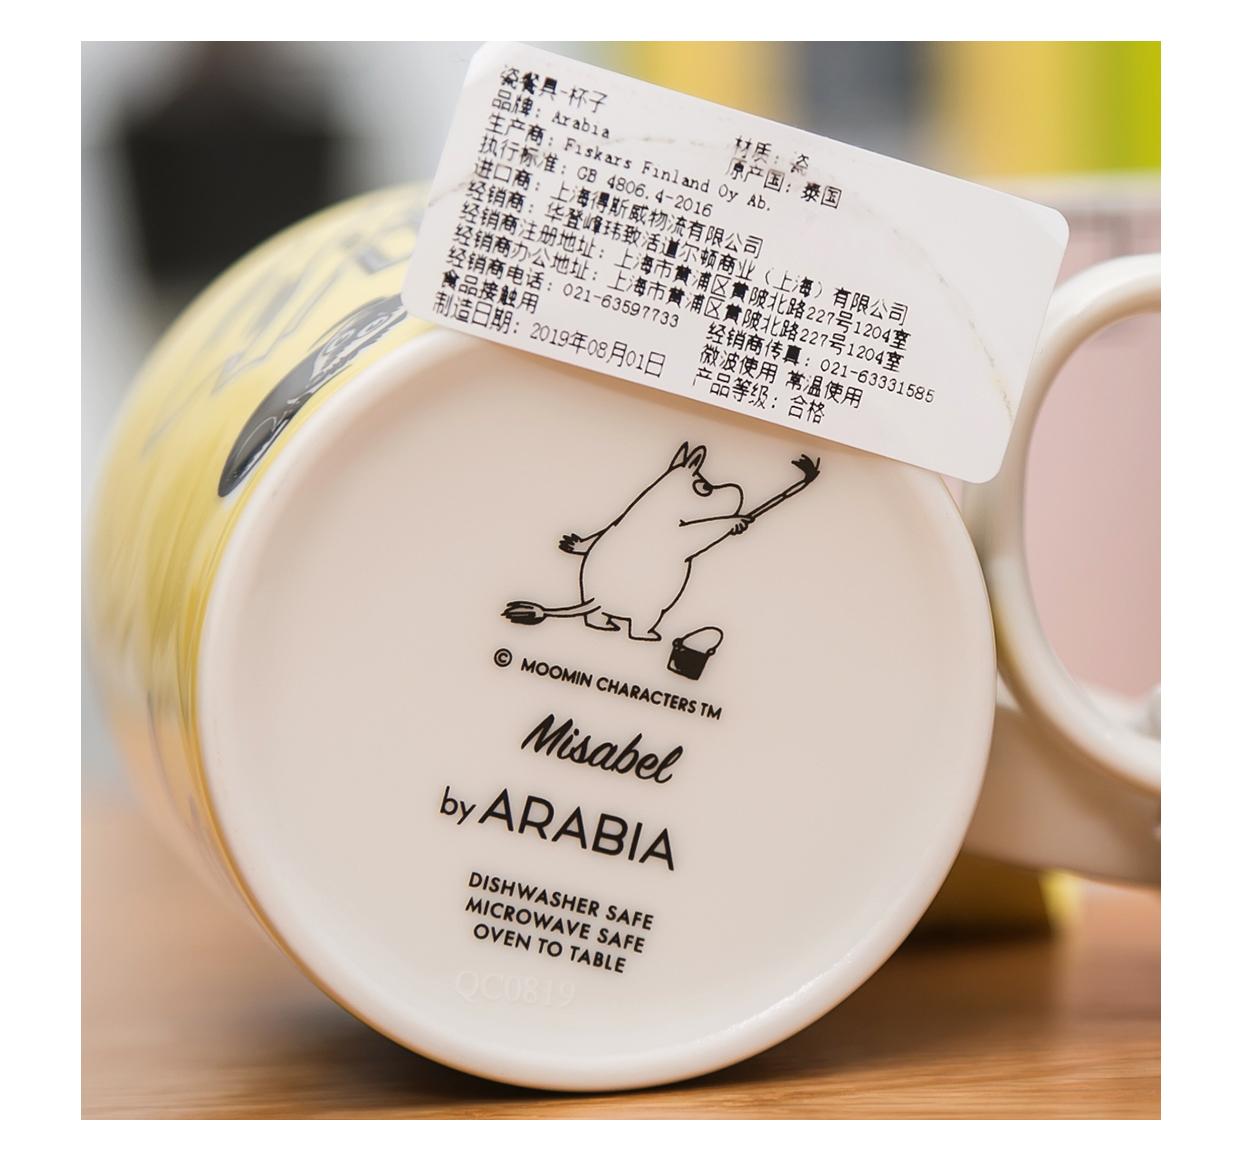 瓷餐具-杯子
品牌: Arabia 材质: 瓷
生产商: Fiskars Finland Oy Ab. 原产国: 泰国
执行标准: GB 4806.4-2016
进口商: 上海得斯威物流有限公司
经销商: 华登峰玮致活道尔顿商业(上海)有限公司
经销商注册地址: 上海市黄浦区黄陂北路227号1204室
经销商办公地址: 上海市黄浦区黄陂北路227号1204室
经销商电话: 021-63597733 经销商传真: 021-63331585
食品接触用 微波使用 常温使用
制造日期: 2019年08月01日 产品等级: 合格
© MOOMIN CHARACTERS TM
Misabel
by ARABIA
DISHWASHER SAFE
MICROWAVE SAFE
OVEN TO TABLE
QC0819